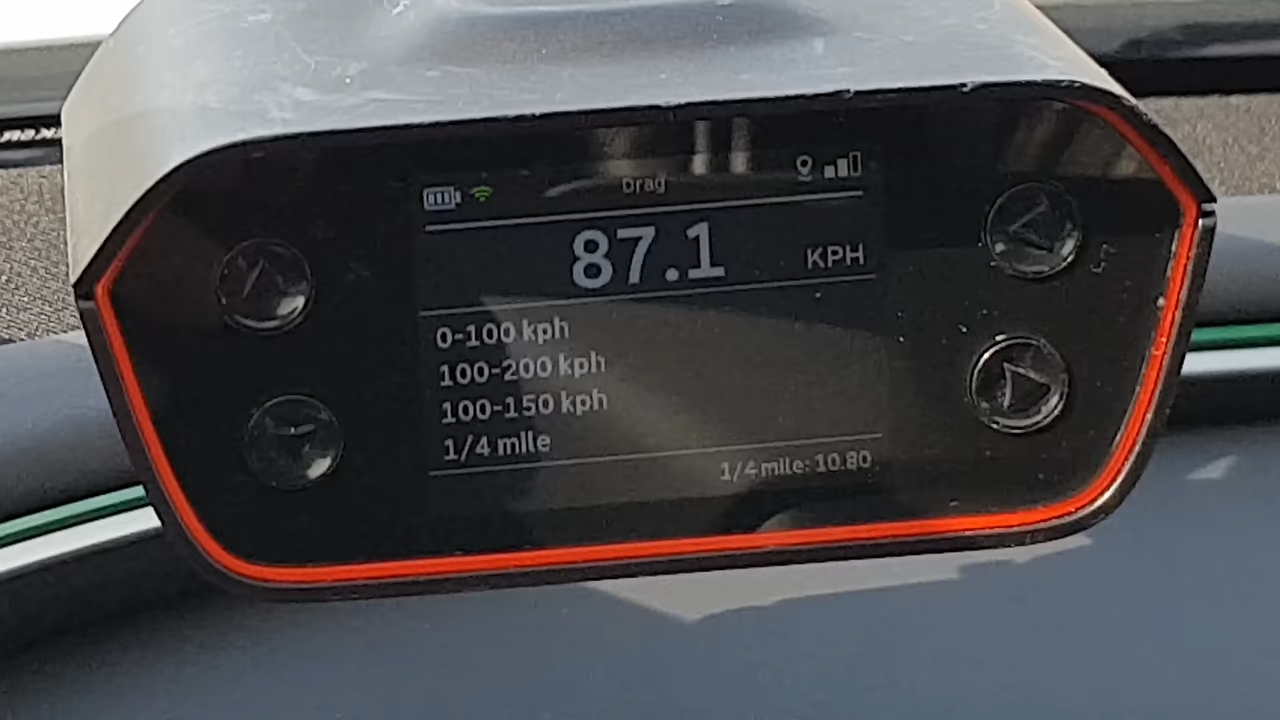 Drag
87.1 KPH
0-100 kph
100-200 kph
100-150 kph
1/4 mile
1/4 mile: 10.80